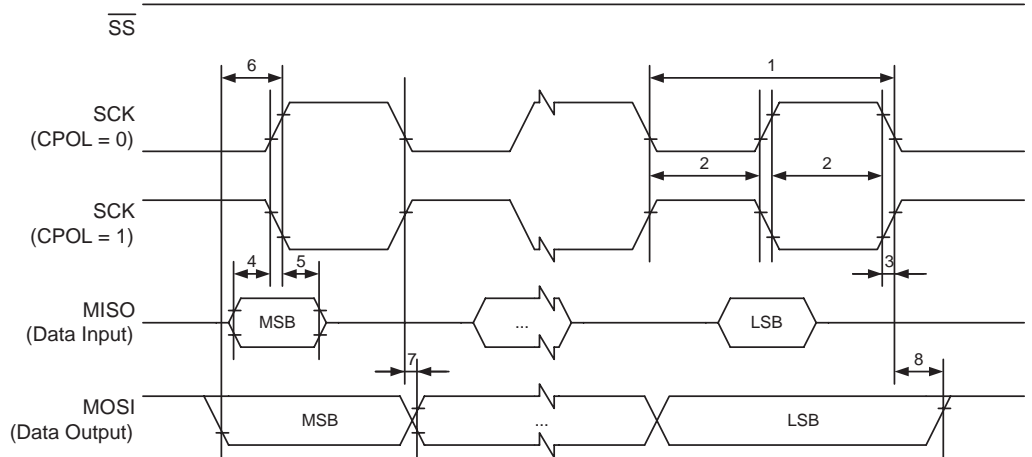 SS
6
1
SCK
(CPOL = 0)
2
2
SCK
(CPOL = 1)
4
5
3
MISO
(Data Input)
MSB
...
LSB
7
8
MOSI
(Data Output)
MSB
...
LSB